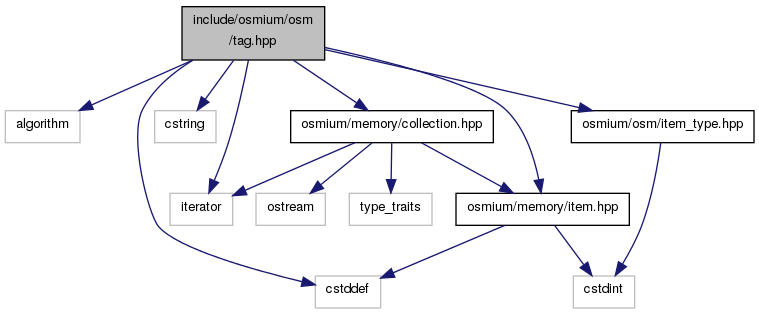 include/osmium/osm
/tag.hpp
algorithm
cstring
osmium/memory/collection.hpp
osmium/osm/item_type.hpp
iterator
ostream
type_traits
osmium/memory/item.hpp
cstddef
cstdint